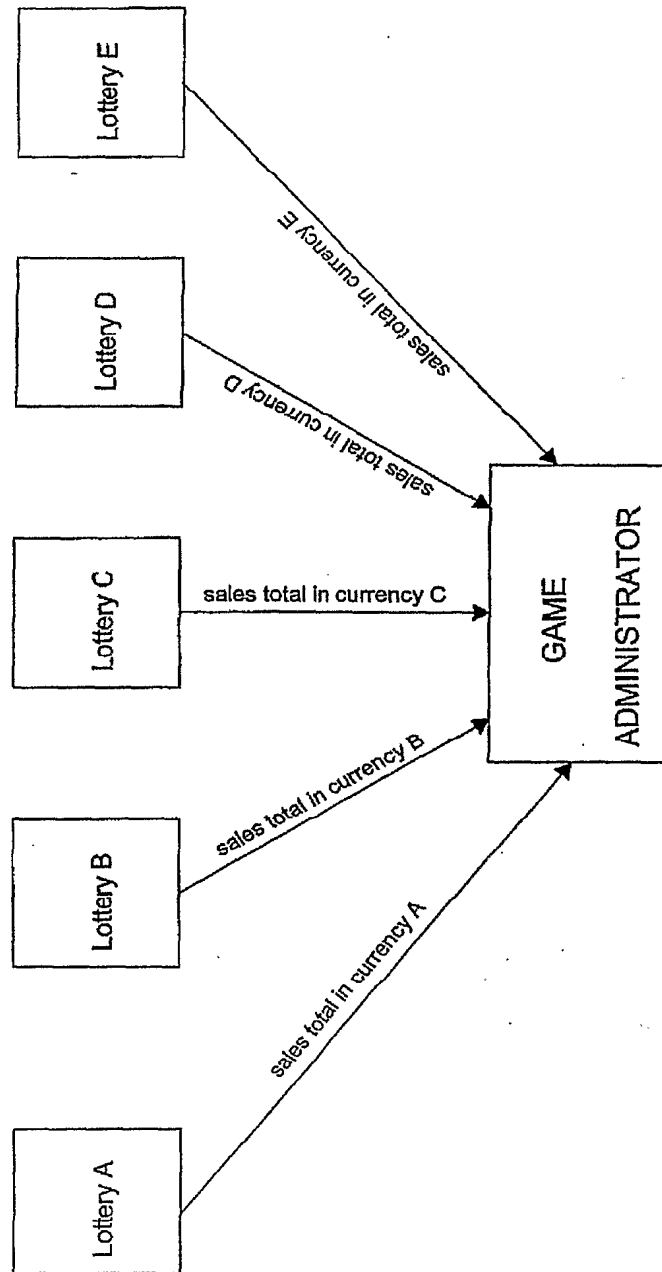 Lottery A
Lottery B
Lottery C
Lottery D
Lottery E
sales total in currency A
sales total in currency B
sales total in currency C
sales total in currency D
sales total in currency E
GAME
ADMINISTRATOR